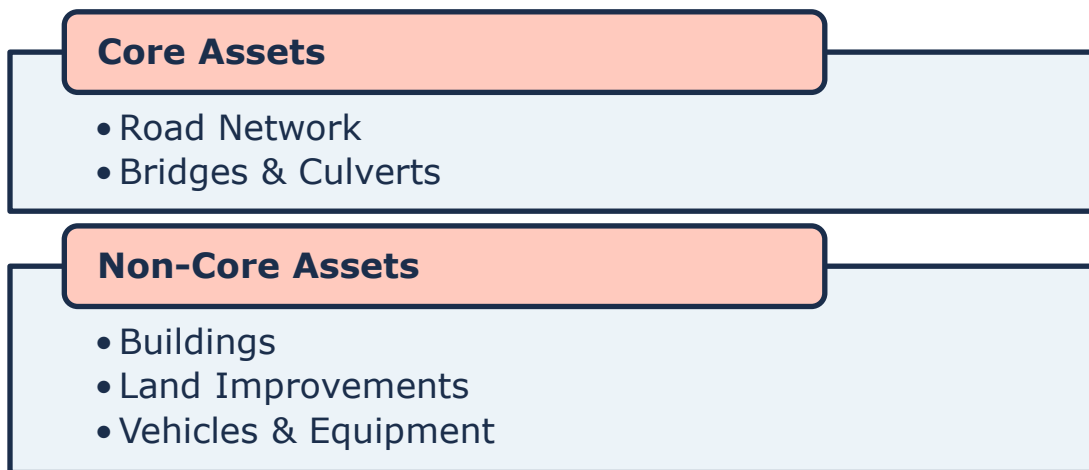 Core Assets
• Road Network
• Bridges & Culverts
Non-Core Assets
• Buildings
• Land Improvements
• Vehicles & Equipment